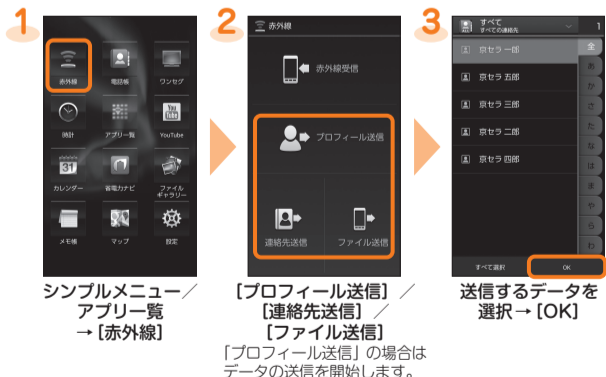 1
赤外線
電話帳
ワンセグ
時計
アプリ一覧
YouTube
31
カレンダー
省電力ナビ
ファイル
ギャラリー
メモ帳
マップ
設定
シンプルメニュー／
アプリ一覧
→［赤外線］
2
赤外線
赤外線受信
プロフィール送信
連絡先送信
ファイル送信
［プロフィール送信］／
［連絡先送信］／
［ファイル送信］
「プロフィール送信」の場合は
データの送信を開始します。
3
すべて
すべての連絡先
1
京セラ 一郎
京セラ 五郎
京セラ 三郎
京セラ 二郎
京セラ 四郎
全
あ
か
さ
た
な
は
ま
や
ら
わ
すべて選択
OK
送信するデータを
選択→［OK］